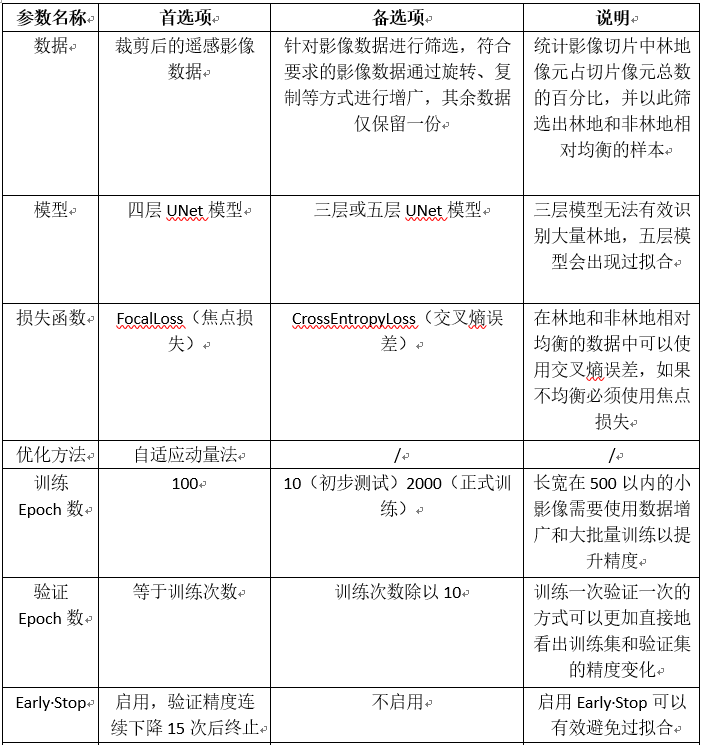 参数名称 首选项 备选项 说明
数据 裁剪后的遥感影像 针对影像数据进行筛选，符合 统计影像切片中林地
数据 要求的影像数据通过旋转、复 像元占切片像元总数
制等方式进行增广，其余数据 的百分比，并以此筛
仅保留一份 选出林地和非林地相
对均衡的样本
模型 四层 UNet 模型 三层或五层 UNet 模型 三层模型无法有效识
别大量林地，五层模
型会出现过拟合
损失函数 FocalLoss（焦点损 CrossEntropyLoss（交叉熵误 在林地和非林地相对
失） 差） 均衡的数据中可以使
用交叉熵误差，如果
不均衡必须使用焦点
损失
优化方法 自适应动量法 / /
训练 100 10（初步测试）2000（正式训 长宽在 500 以内的小
Epoch 数 练） 影像需要使用数据增
广和大批量训练以提
升精度
验证 等于训练次数 训练次数除以 10 训练一次验证一次的
Epoch 数 方式可以更加直接地
看出训练集和验证集
的精度变化
Early·Stop 启用，验证精度连 不启用 启用 Early·Stop 可以
续下降 15 次后终止 有效避免过拟合